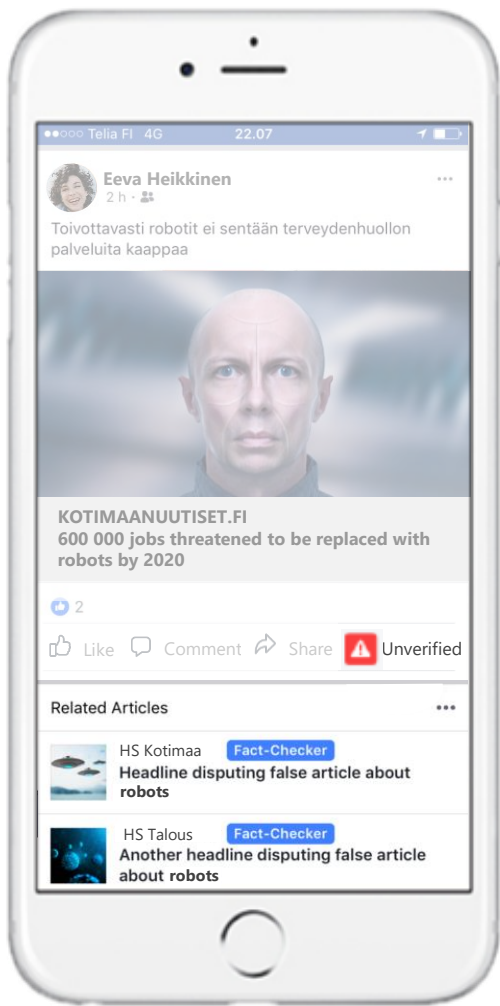 Telia FI 4G 22.07
Eeva Heikkinen
2 h
Toivottavasti robotit ei sentään terveydenhuollon
palveluita kaappaa
KOTIMAANUUTISET.FI
600 000 jobs threatened to be replaced with
robots by 2020
2
Like Comment Share Unverified
Related Articles
HS Kotimaa Fact-Checker
Headline disputing false article about
robots
HS Talous Fact-Checker
Another headline disputing false article
about robots